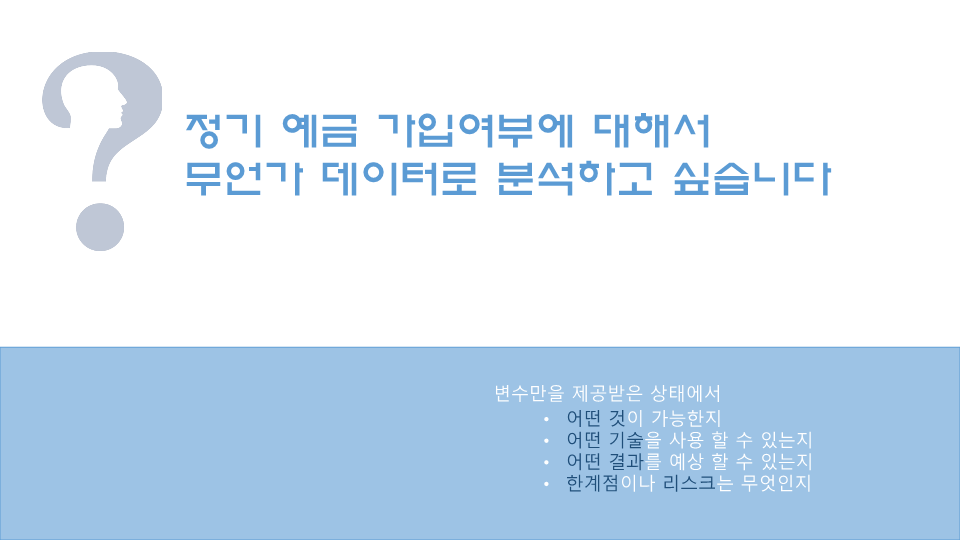 정기 예금 가입여부에 대해서
무언가 데이터로 분석하고 싶습니다
변수만을 제공받은 상태에서
• 어떤 것이 가능한지
• 어떤 기술을 사용 할 수 있는지
• 어떤 결과를 예상 할 수 있는지
• 한계점이나 리스크는 무엇인지